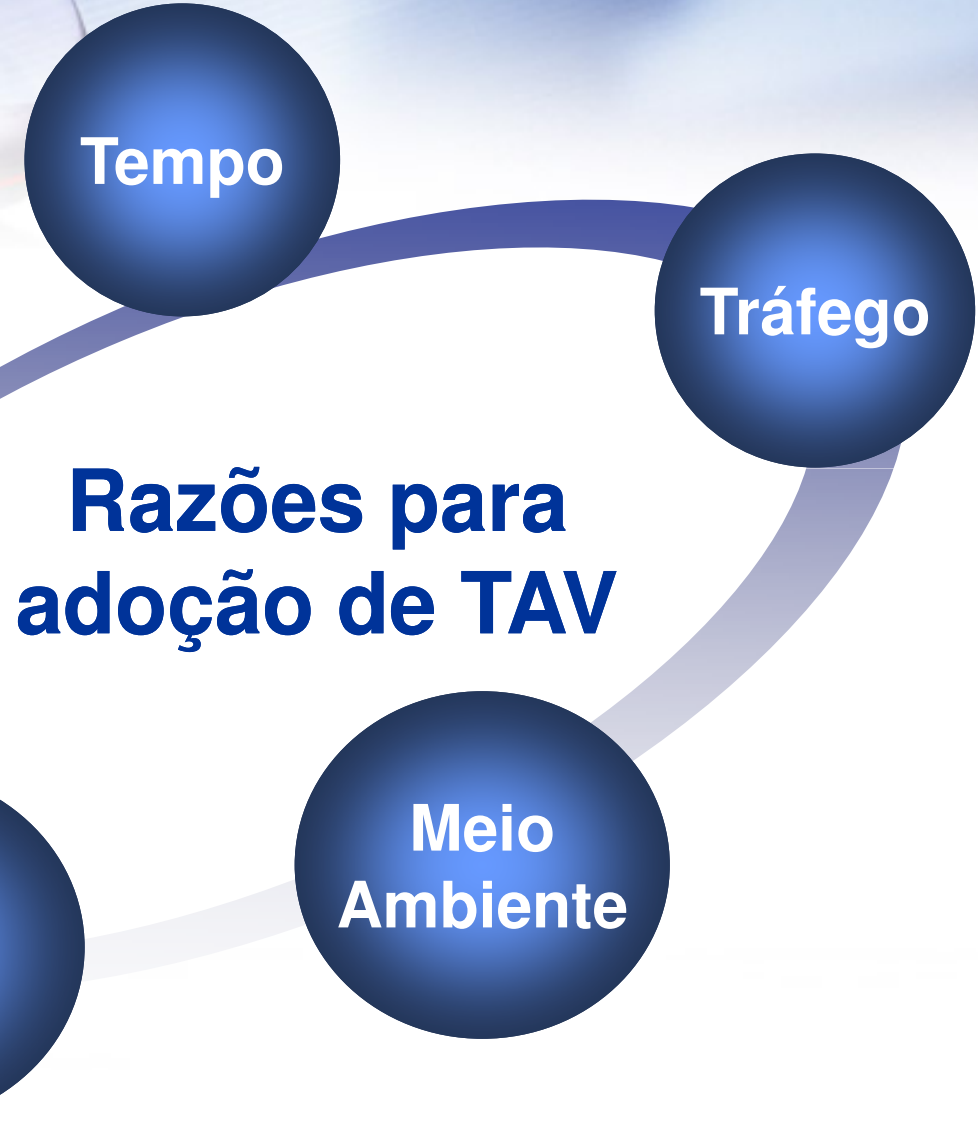 Tempo
Tráfego
Razões para
adoção de TAV
Meio
Ambiente